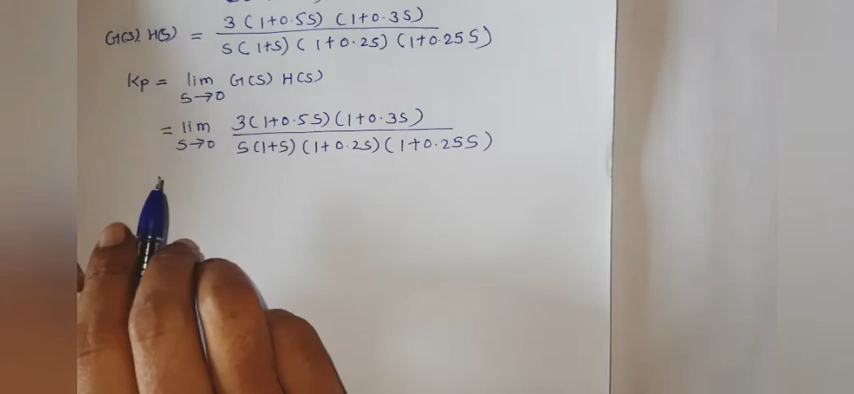 G(S) H(S) = 3 (1+0.5S) (1+0.3S) / S(1+S) (1+0.2S) (1+0.25S)
Kp = lim S→0 G(S) H(S)
= lim S→0 3(1+0.5S) (1+0.3S) / S(1+S) (1+0.2S) (1+0.25S)